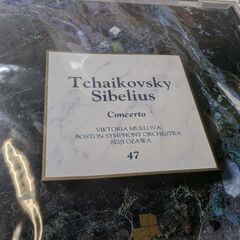 Tchaikovsky
Sibelius
Concerto
VIKTORIA MULLOVA
BOSTON SYMPHONY ORCHESTRA
SEIJI OZAWA
47